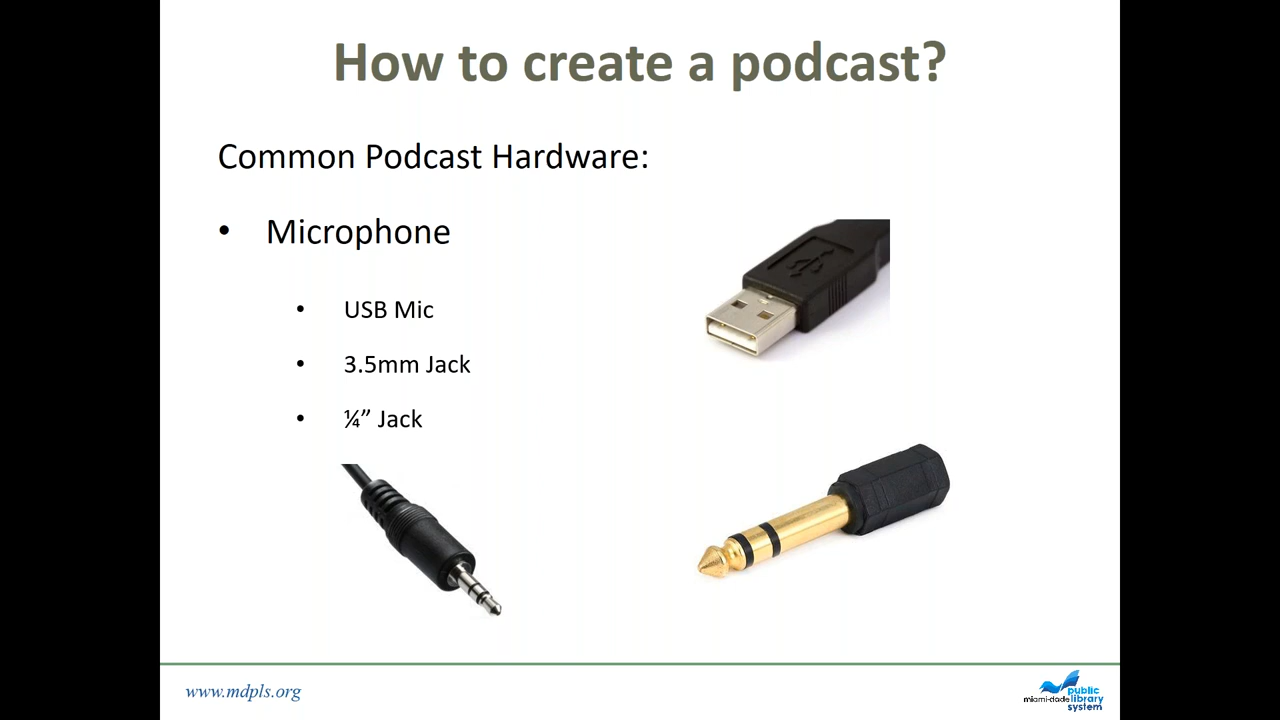 How to create a podcast?
Common Podcast Hardware:
• Microphone
• USB Mic
• 3.5mm Jack
• ¼” Jack
www.mdpls.org
miami-dade public
library
system